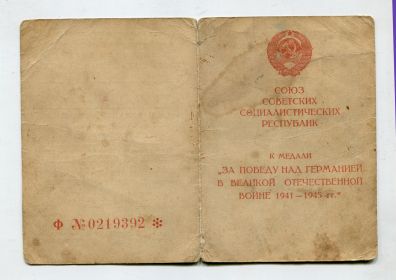 Ф №0219392 *
СОЮЗ
СОВЕТСКИХ
СОЦИАЛИСТИЧЕСКИХ
РЕСПУБЛИК
К МЕДАЛИ
„ЗА ПОБЕДУ НАД ГЕРМАНИЕЙ
В ВЕЛИКОЙ ОТЕЧЕСТВЕННОЙ
ВОЙНЕ 1941—1945 гг.“